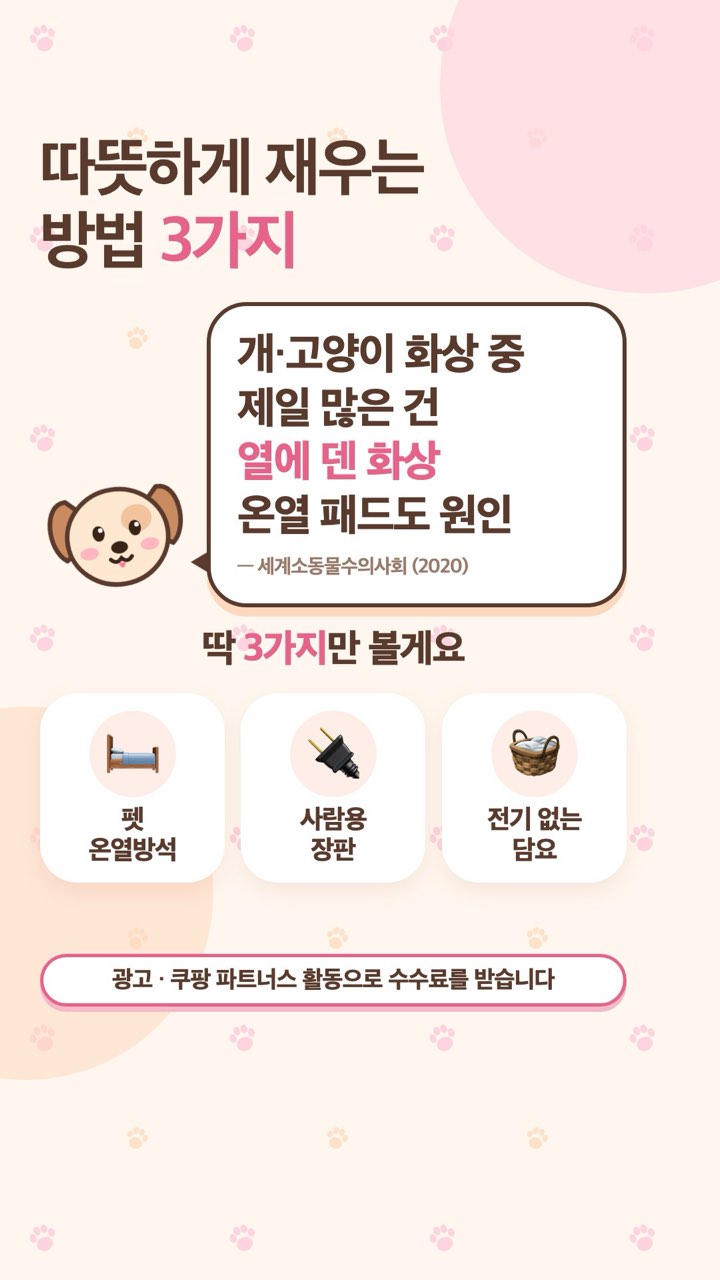 따뜻하게 재우는
방법 3가지
개·고양이 화상 중
제일 많은 건
열에 덴 화상
온열 패드도 원인
— 세계소동물수의사회 (2020)
딱 3가지만 볼게요
펫
온열방석
사람용
장판
전기 없는
담요
광고 · 쿠팡 파트너스 활동으로 수수료를 받습니다